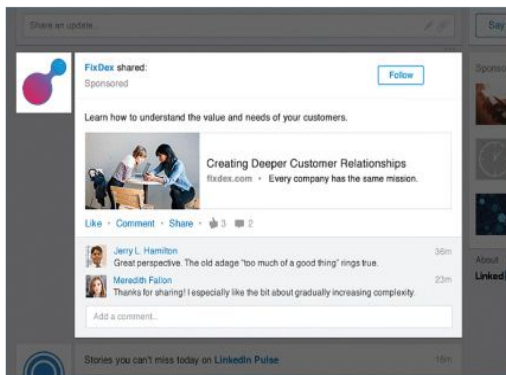 Share an update...
Say
FixDex shared:
Sponsored
Follow
Sponso
Learn how to understand the value and needs of your customers.
Creating Deeper Customer Relationships
fixdex.com • Every company has the same mission.
Like • Comment • Share • 3 2
Jerry L. Hamilton 36m
Great perspective. The old adage "too much of a good thing" rings true.
Meredith Fallon 23m
Thanks for sharing! I especially like the bit about gradually increasing complexity.
About
Linked
Add a comment...
Stories you can't miss today on LinkedIn Pulse 18m